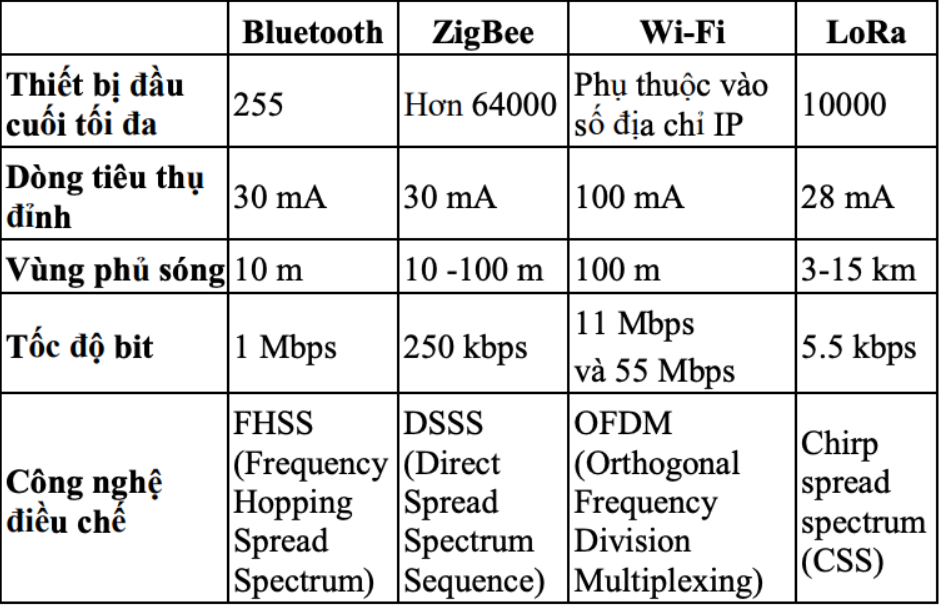 Bluetooth ZigBee Wi-Fi LoRa
Thiết bị đầu
cuối tối đa
255
Hơn 64000
Phụ thuộc vào
số địa chỉ IP
10000
Dòng tiêu thụ
đỉnh
30 mA
30 mA
100 mA
28 mA
Vùng phủ sóng
10 m
10 -100 m
100 m
3-15 km
Tốc độ bit
1 Mbps
250 kbps
11 Mbps
và 55 Mbps
5.5 kbps
Công nghệ
điều chế
FHSS
(Frequency
Hopping
Spread
Spectrum)
DSSS
(Direct
Spread
Spectrum
Sequence)
OFDM
(Orthogonal
Frequency
Division
Multiplexing)
Chirp
spread
spectrum
(CSS)